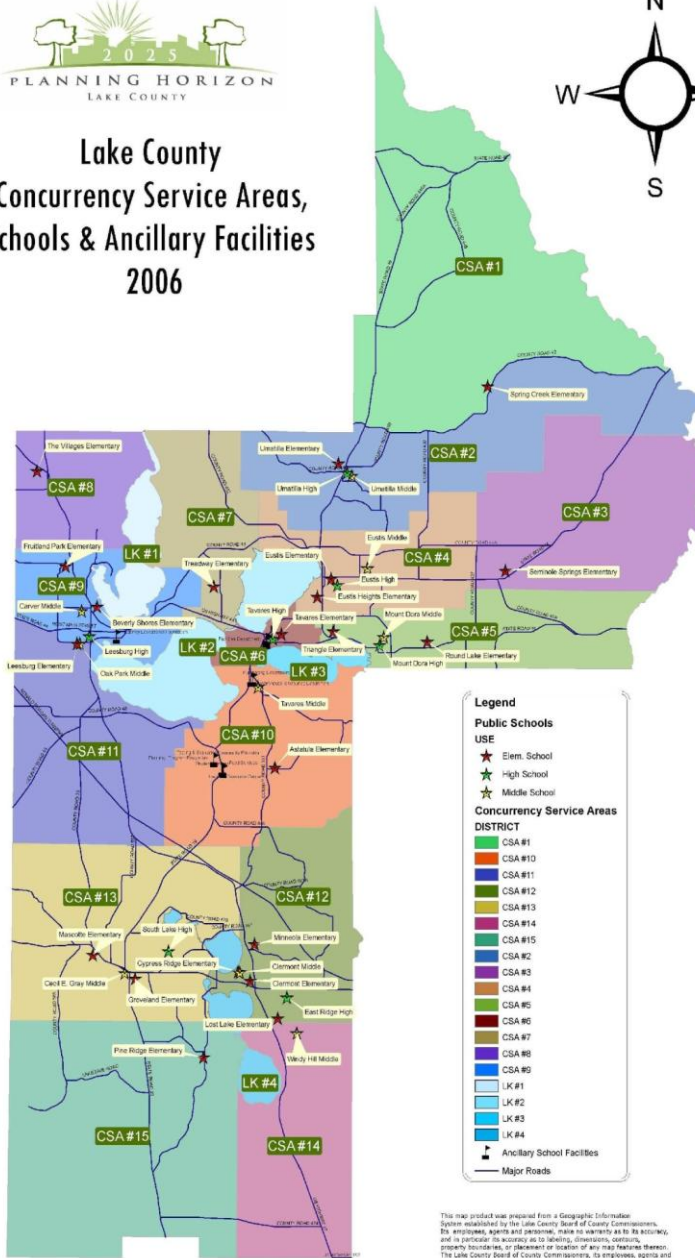 2025
PLANNING HORIZON
LAKE COUNTY
N
W
S
Lake County
Concurrency Service Areas,
Schools & Ancillary Facilities
2006
CSA #1
Spring Creek Elementary
The Villages Elementary
Umatilla Elementary
CSA #2
CSA #8
Umatilla High
Umatilla Middle
CSA #3
CSA #7
Eustis Middle
Fruitland Park Elementary
LK #1
Eustis Elementary
CSA #4
Treadway Elementary
CSA #9
Eustis High
Seminole Springs Elementary
Eustis Heights Elementary
Carver Middle
Tavares High
Mount Dora Middle
Beverly Shores Elementary
Tavares Elementary
LK #2
CSA #5
Leesburg High
CSA #6
Triangle Elementary
Round Lake Elementary
Leesburg Elementary
LK #3
Mount Dora High
Oak Park Middle
Tavares Middle
CSA #10
CSA #11
Astatula Elementary
CSA #13
CSA #12
South Lake High
Mascotte Elementary
Minneola Elementary
Cypress Ridge Elementary
Clermont Middle
Cecil E. Gray Middle
Clermont Elementary
Groveland Elementary
East Ridge High
Lost Lake Elementary
Pine Ridge Elementary
Windy Hill Middle
LK #4
CSA #15
CSA #14
Legend
Public Schools
USE
Elem. School
High School
Middle School
Concurrency Service Areas
DISTRICT
CSA #1
CSA #10
CSA #11
CSA #12
CSA #13
CSA #14
CSA #15
CSA #2
CSA #3
CSA #4
CSA #5
CSA #6
CSA #7
CSA #8
CSA #9
LK #1
LK #2
LK #3
LK #4
Ancillary School Facilities
Major Roads
This map product was prepared from a Geographic Information
System established by the Lake County Board of County Commissioners.
Its employees, agents and personnel, make no warranty as to its accuracy,
and in particular its accuracy as to labeling, dimensions, contours,
property boundaries, or placement or location of any map features thereon.
The Lake County Board of County Commissioners, its employees, agents and